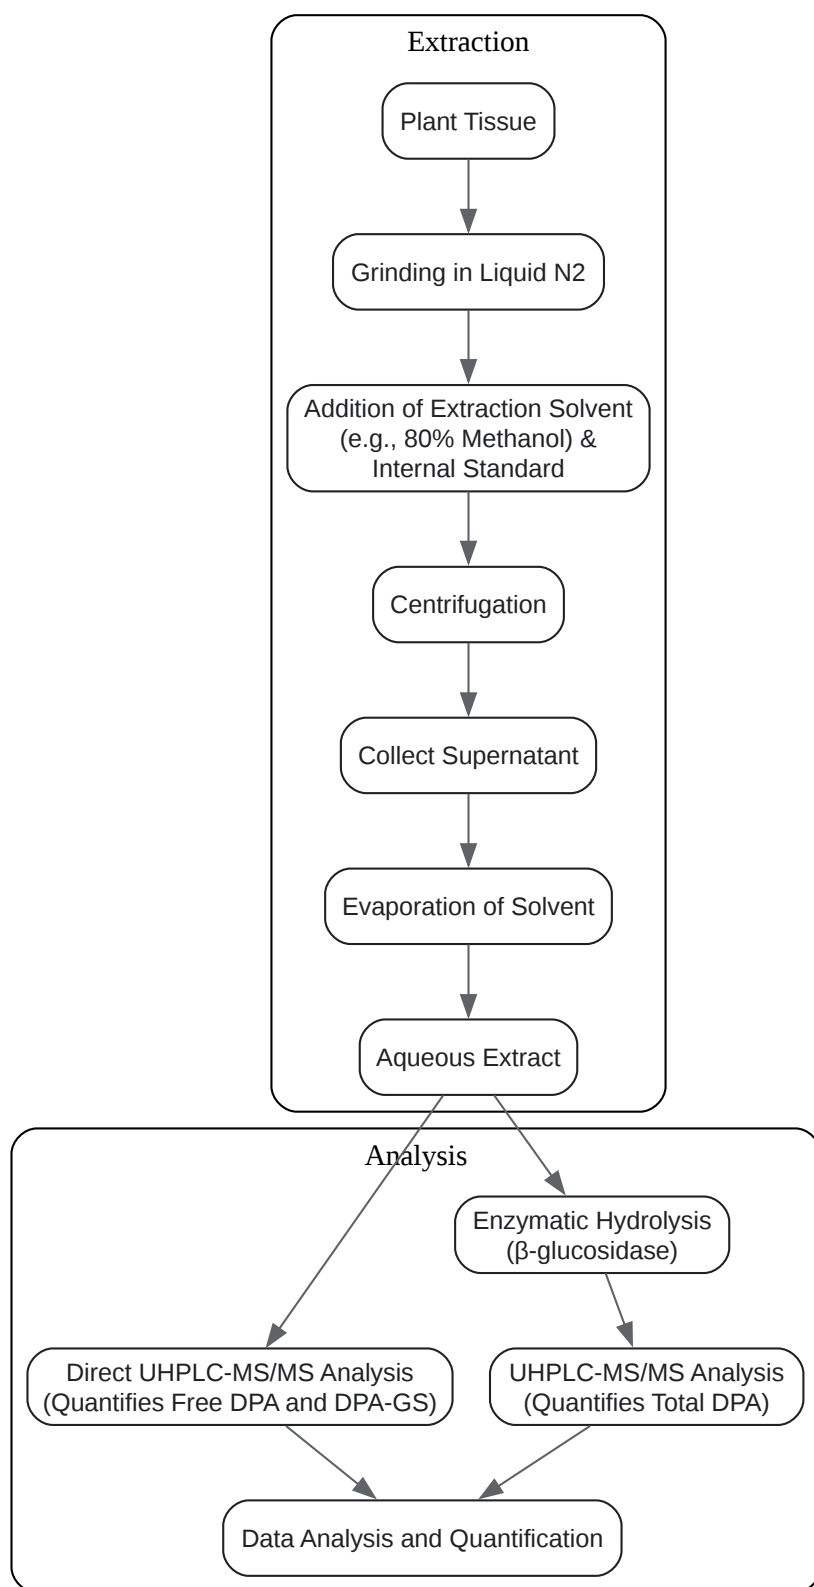 Extraction
Plant Tissue
Grinding in Liquid N2
Addition of Extraction Solvent
(e.g., 80% Methanol) &
Internal Standard
Centrifugation
Collect Supernatant
Evaporation of Solvent
Aqueous Extract
Analysis
Enzymatic Hydrolysis
(β-glucosidase)
Direct UHPLC-MS/MS Analysis
(Quantifies Free DPA and DPA-GS)
UHPLC-MS/MS Analysis
(Quantifies Total DPA)
Data Analysis and Quantification